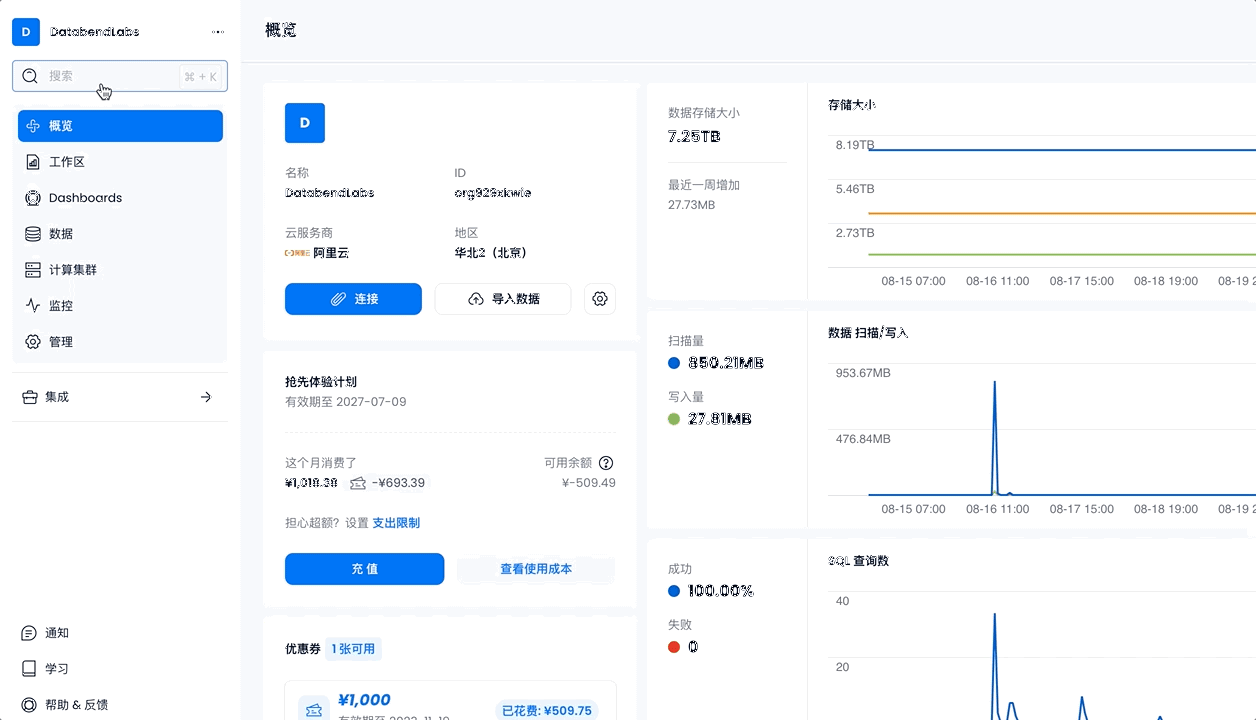 D DatabendLabs ...
搜索 ⌘ + K
概览
工作区
Dashboards
数据
计算集群
监控
管理
集成
通知
学习
帮助 & 反馈
概览
D
名称 ID
DatabendLabs
云服务商 地区
阿里云 华北2（北京）
连接 导入数据
抢先体验计划
有效期至 2027-07-09
这个月消费了 可用余额
-¥693.39 ¥-509.49
担心超额？设置 支出限制
充 值 查看使用成本
优惠券 1 张可用
¥1,000
有效期至 2023-11-19
已花费: ¥509.75
数据存储大小
7.25TB
最近一周增加
27.73MB
存储大小
8.19TB
5.46TB
2.73TB
08-15 07:00 08-16 11:00 08-17 15:00 08-18 19:00 08-19 2
扫描量
850.21MB
写入量
27.81MB
数据 扫描/写入
953.67MB
476.84MB
08-15 07:00 08-16 11:00 08-17 15:00 08-18 19:00 08-19 2
成功
100.00%
失败
0
SQL 查询数
40
20